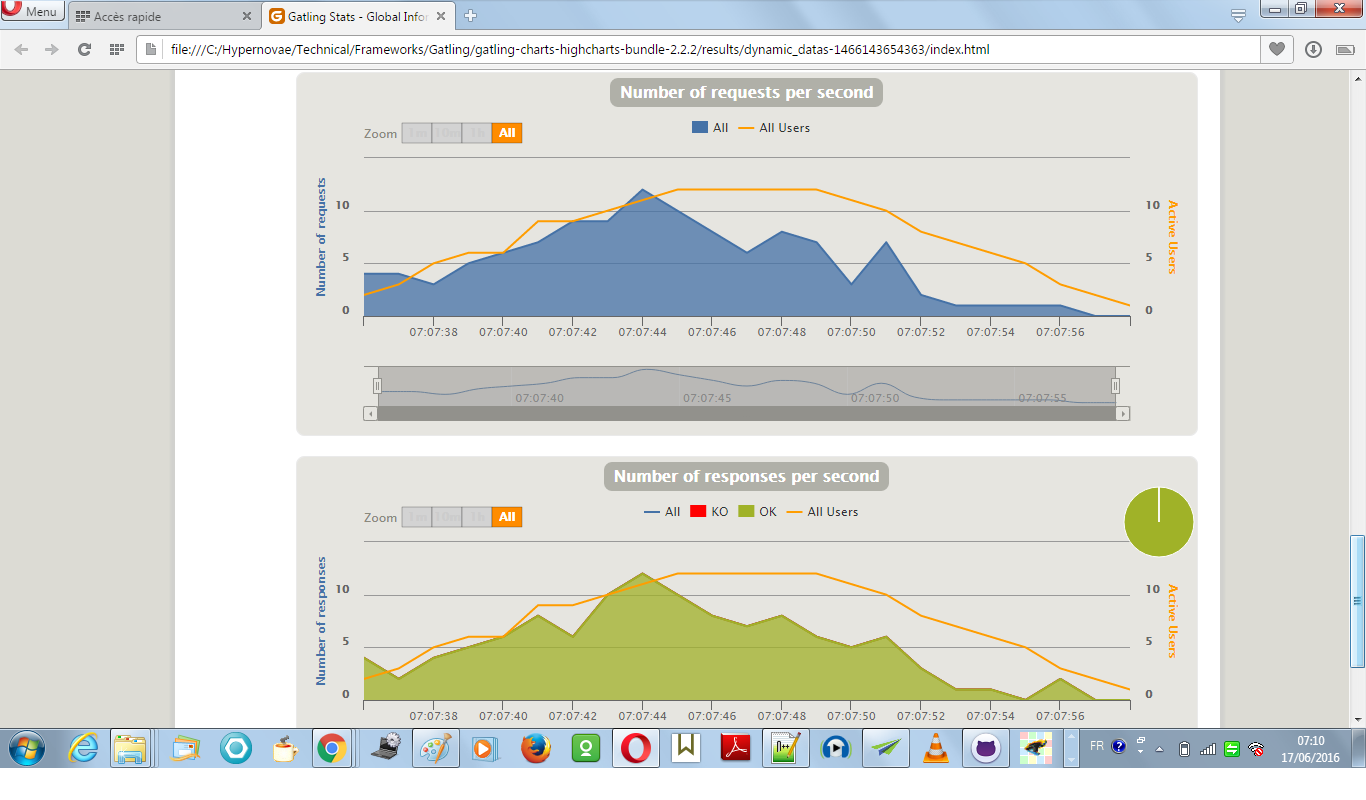 Menu
Accès rapide
Gatling Stats - Global Infor
file:///C:/Hypernovae/Technical/Frameworks/Gatling/gatling-charts-highcharts-bundle-2.2.2/results/dynamic_datas-1466143654363/index.html
Number of requests per second
Zoom 1m 10m 1h All
All All Users
Number of requests
10
5
0
10
5
0
Active Users
07:07:38 07:07:40 07:07:42 07:07:44 07:07:46 07:07:48 07:07:50 07:07:52 07:07:54 07:07:56
07:07:40 07:07:45 07:07:50 07:07:55
Number of responses per second
Zoom 1m 10m 1h All
All KO OK All Users
Number of responses
10
5
0
10
5
0
Active Users
07:07:38 07:07:40 07:07:42 07:07:44 07:07:46 07:07:48 07:07:50 07:07:52 07:07:54 07:07:56
FR
07:10
17/06/2016